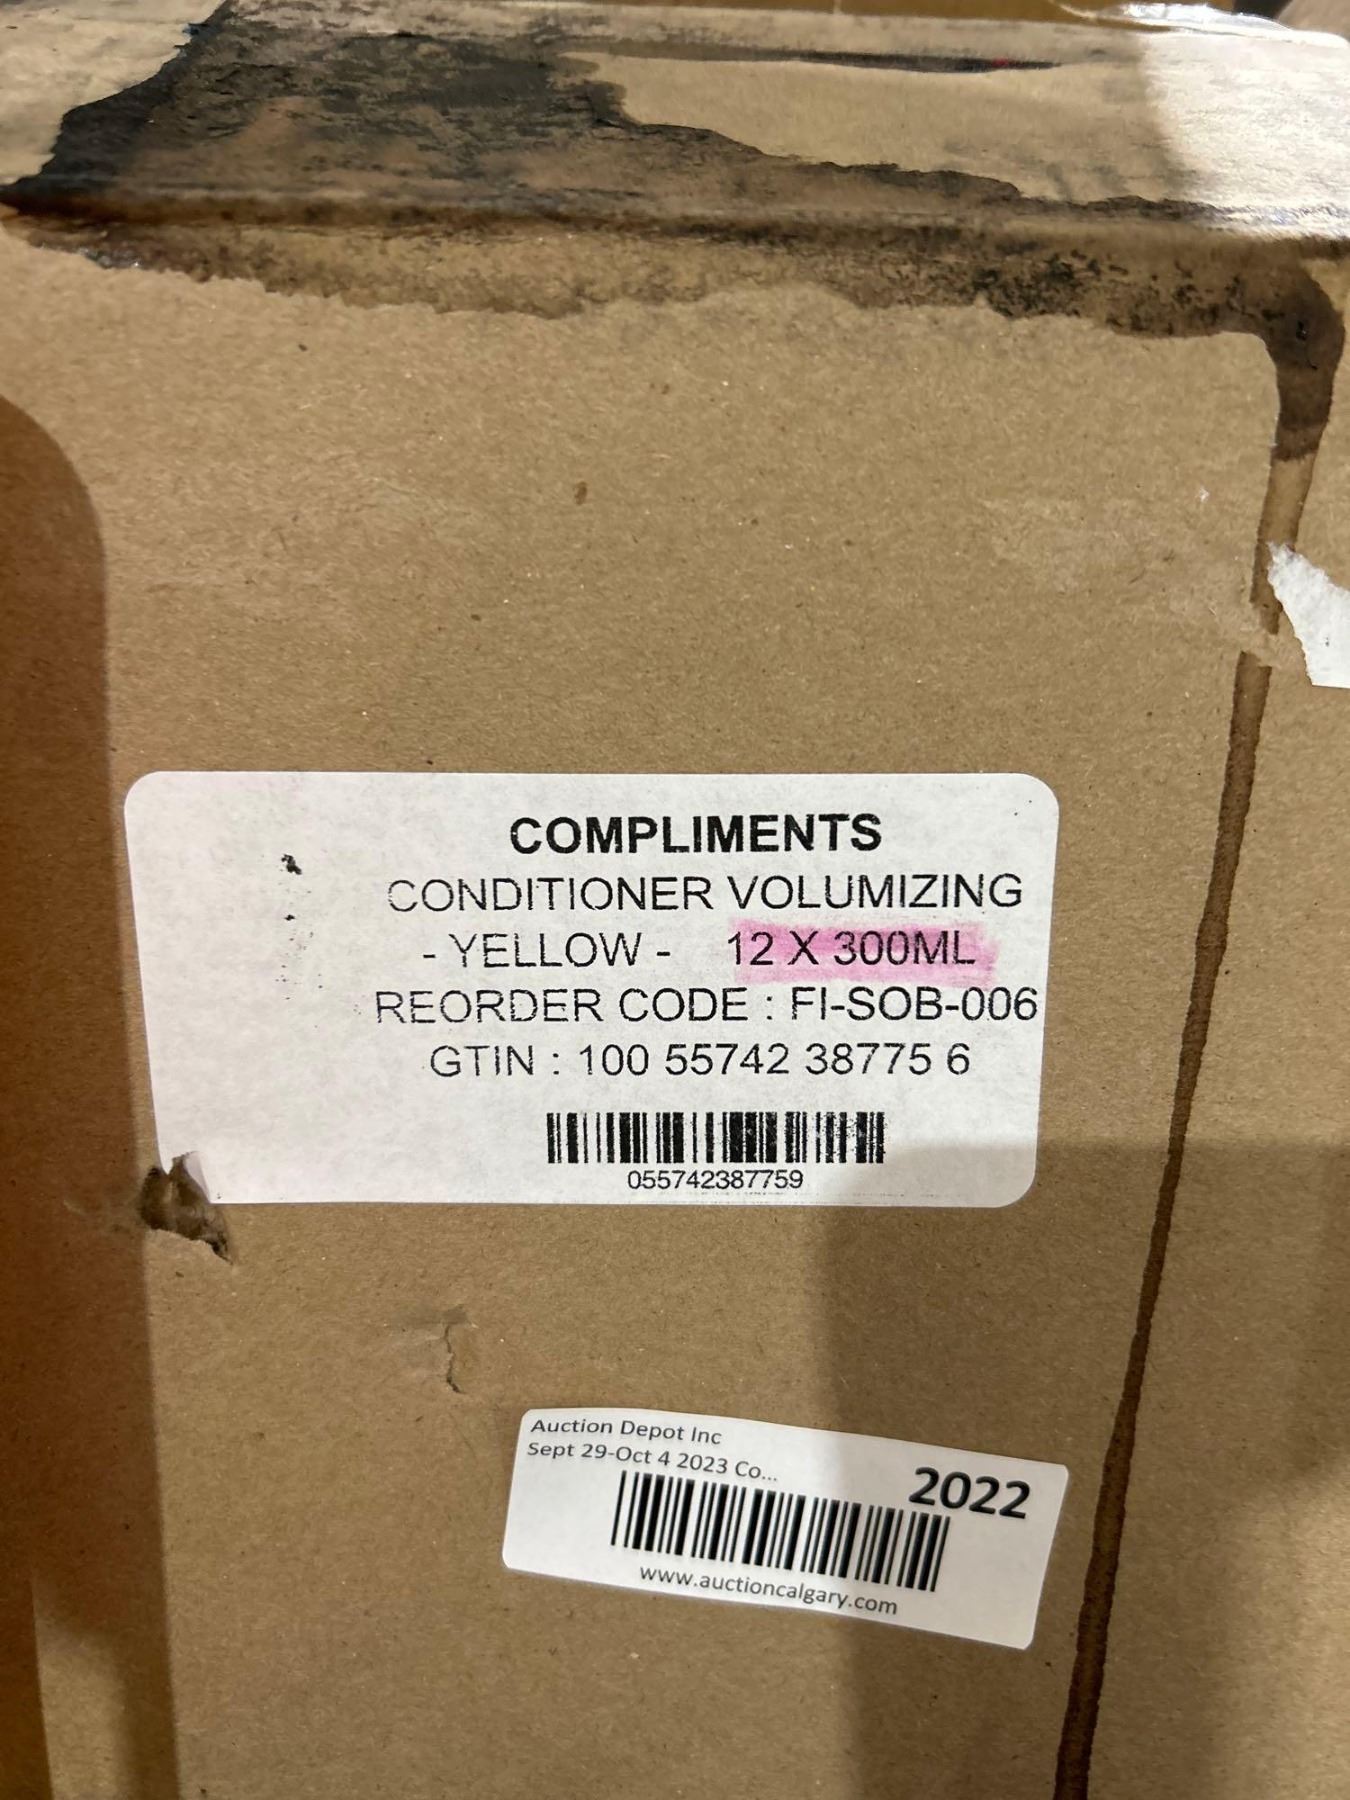 COMPLIMENTS
CONDITIONER VOLUMIZING
- YELLOW - 12 X 300ML
REORDER CODE : FI-SOB-006
GTIN : 100 55742 38775 6
055742387759
Auction Depot Inc
Sept 29-Oct 4 2023 Co...
2022
www.auctioncalgary.com